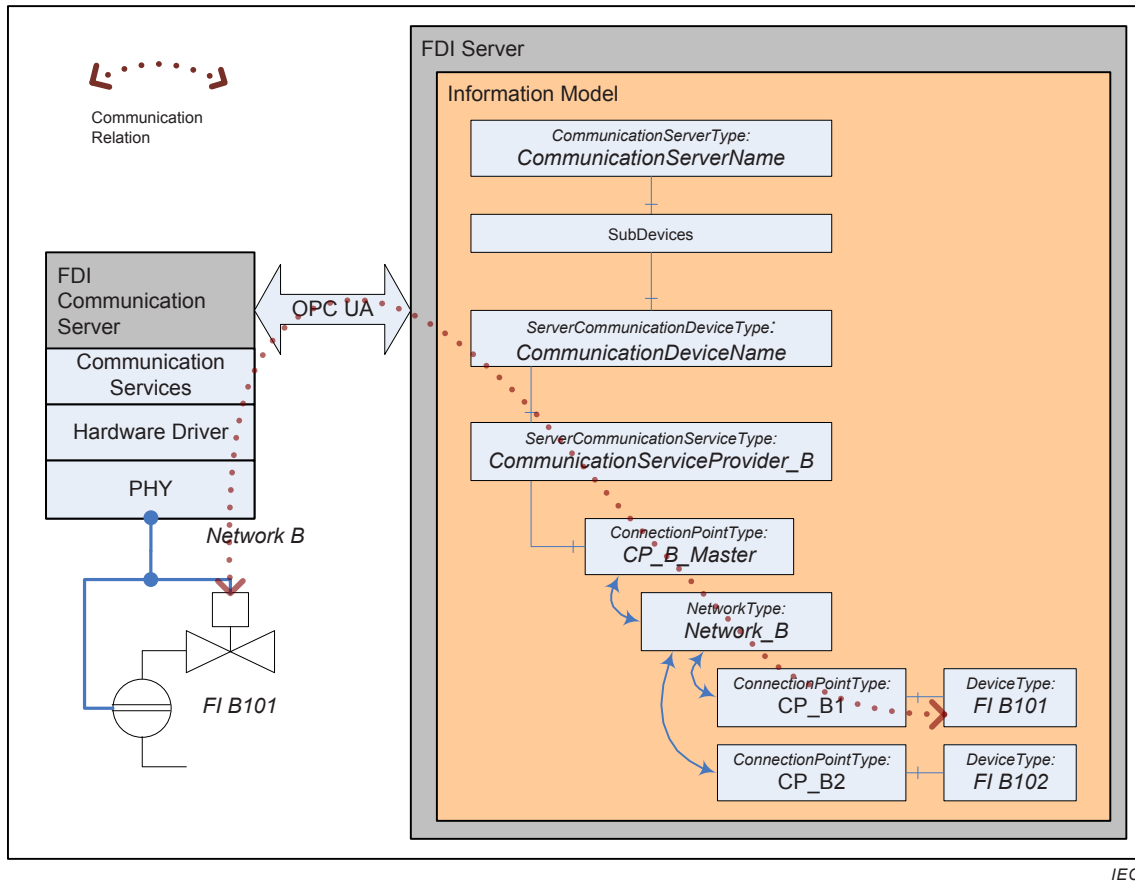 FDI Server
Information Model
Communication
Relation
CommunicationServerType:
CommunicationServerName
SubDevices
FDI
Communication
Server
OPC UA
ServerCommunicationDeviceType:
CommunicationDeviceName
Communication
Services
Hardware Driver
PHY
ServerCommunicationServiceType:
CommunicationServiceProvider_B
Network B
ConnectionPointType:
CP_B_Master
NetworkType:
Network_B
FI B101
ConnectionPointType:
CP_B1
DeviceType:
FI B101
ConnectionPointType:
CP_B2
DeviceType:
FI B102
IEC